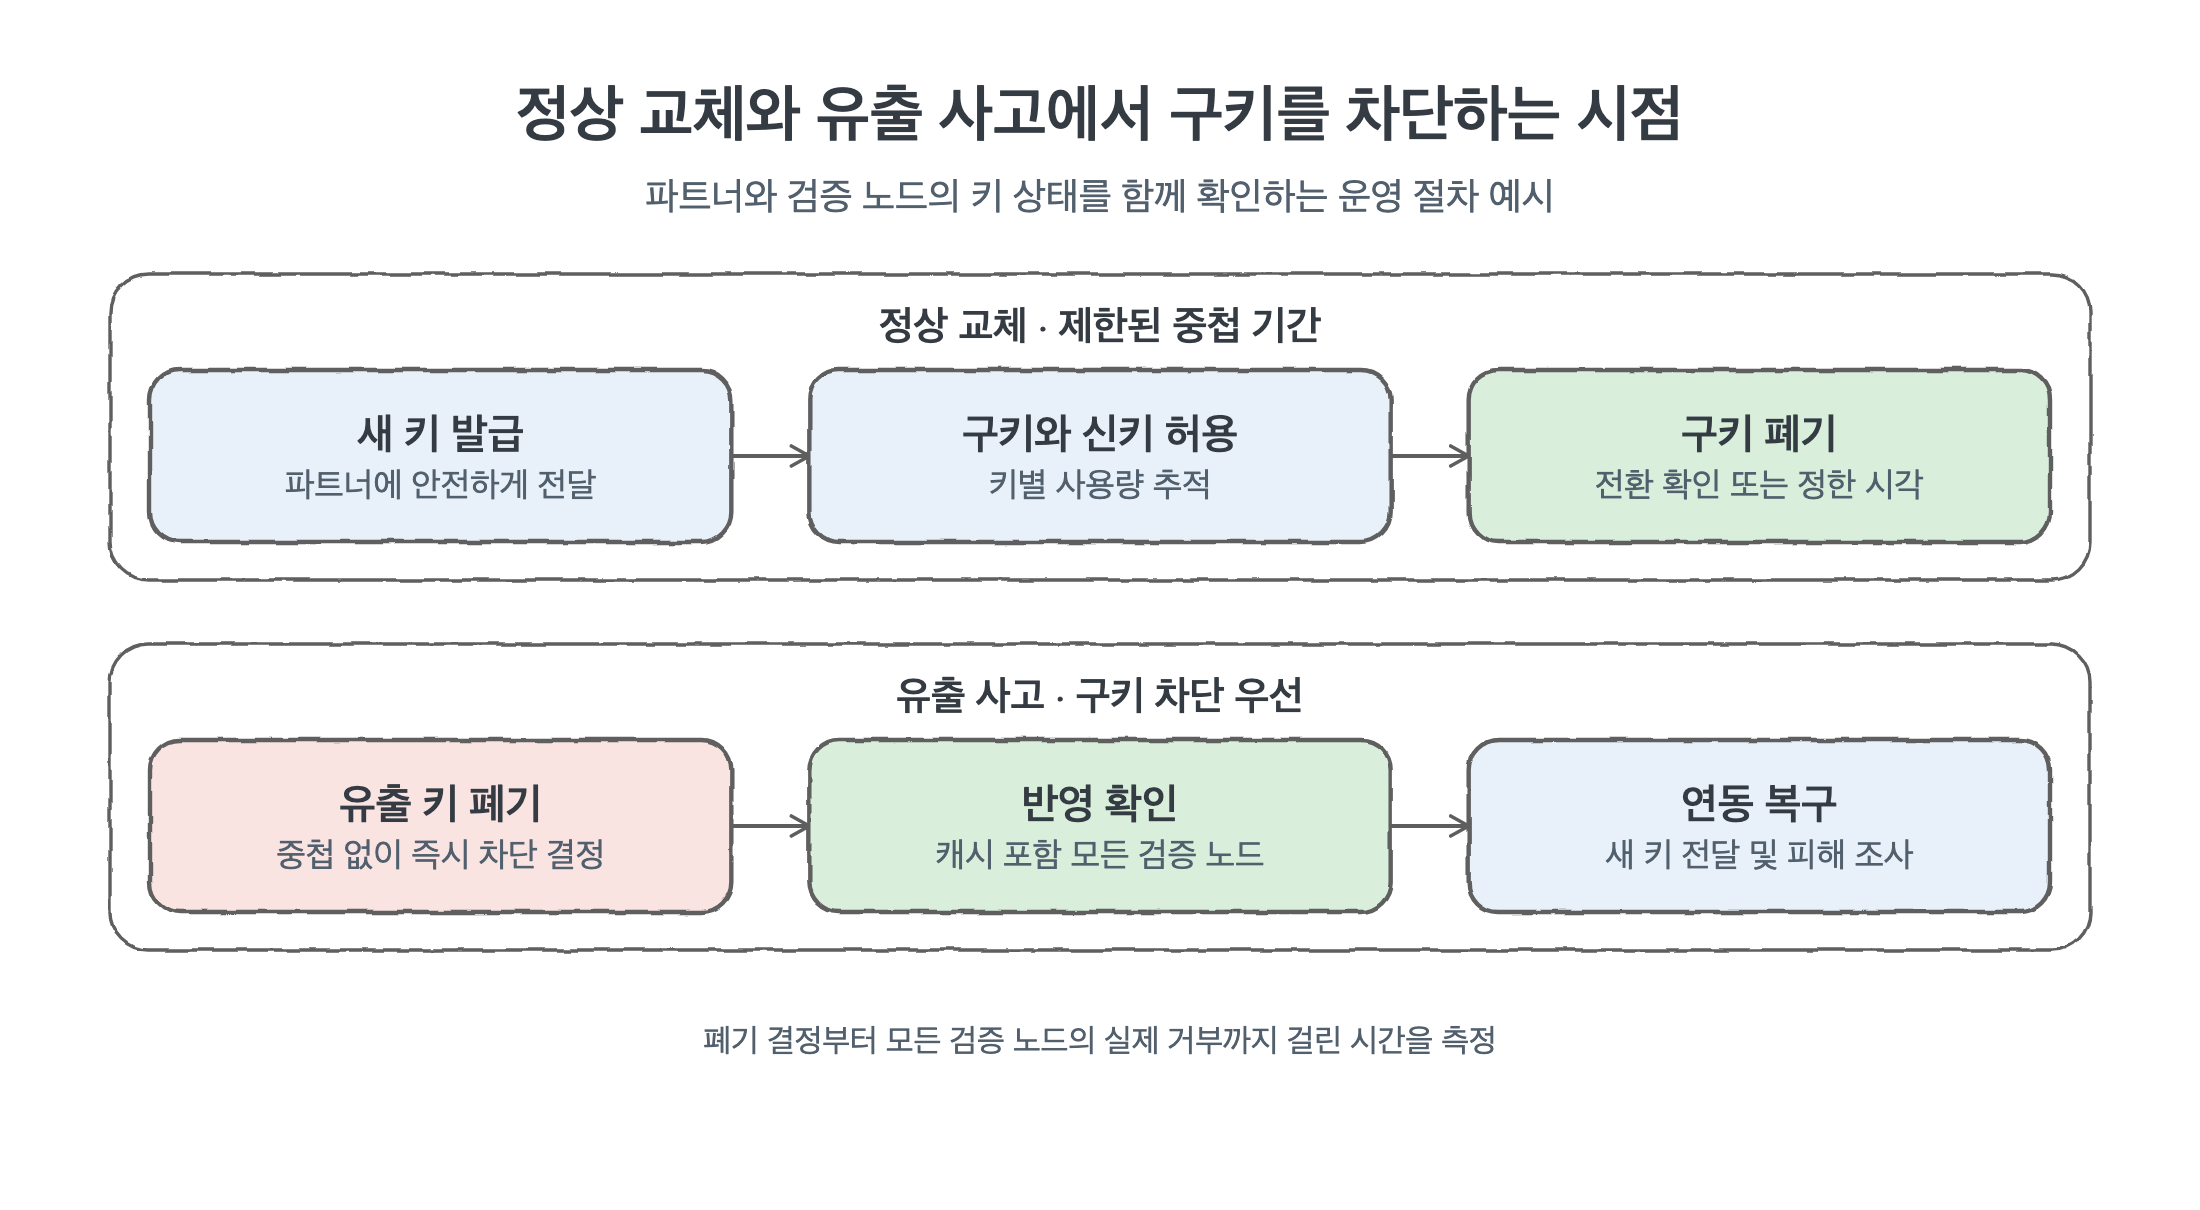 정상 교체와 유출 사고에서 구키를 차단하는 시점
파트너와 검증 노드의 키 상태를 함께 확인하는 운영 절차 예시
정상 교체 · 제한된 중첩 기간
새 키 발급
파트너에 안전하게 전달
구키와 신키 허용
키별 사용량 추적
구키 폐기
전환 확인 또는 정한 시각
유출 사고 · 구키 차단 우선
유출 키 폐기
중첩 없이 즉시 차단 결정
반영 확인
캐시 포함 모든 검증 노드
연동 복구
새 키 전달 및 피해 조사
폐기 결정부터 모든 검증 노드의 실제 거부까지 걸린 시간을 측정